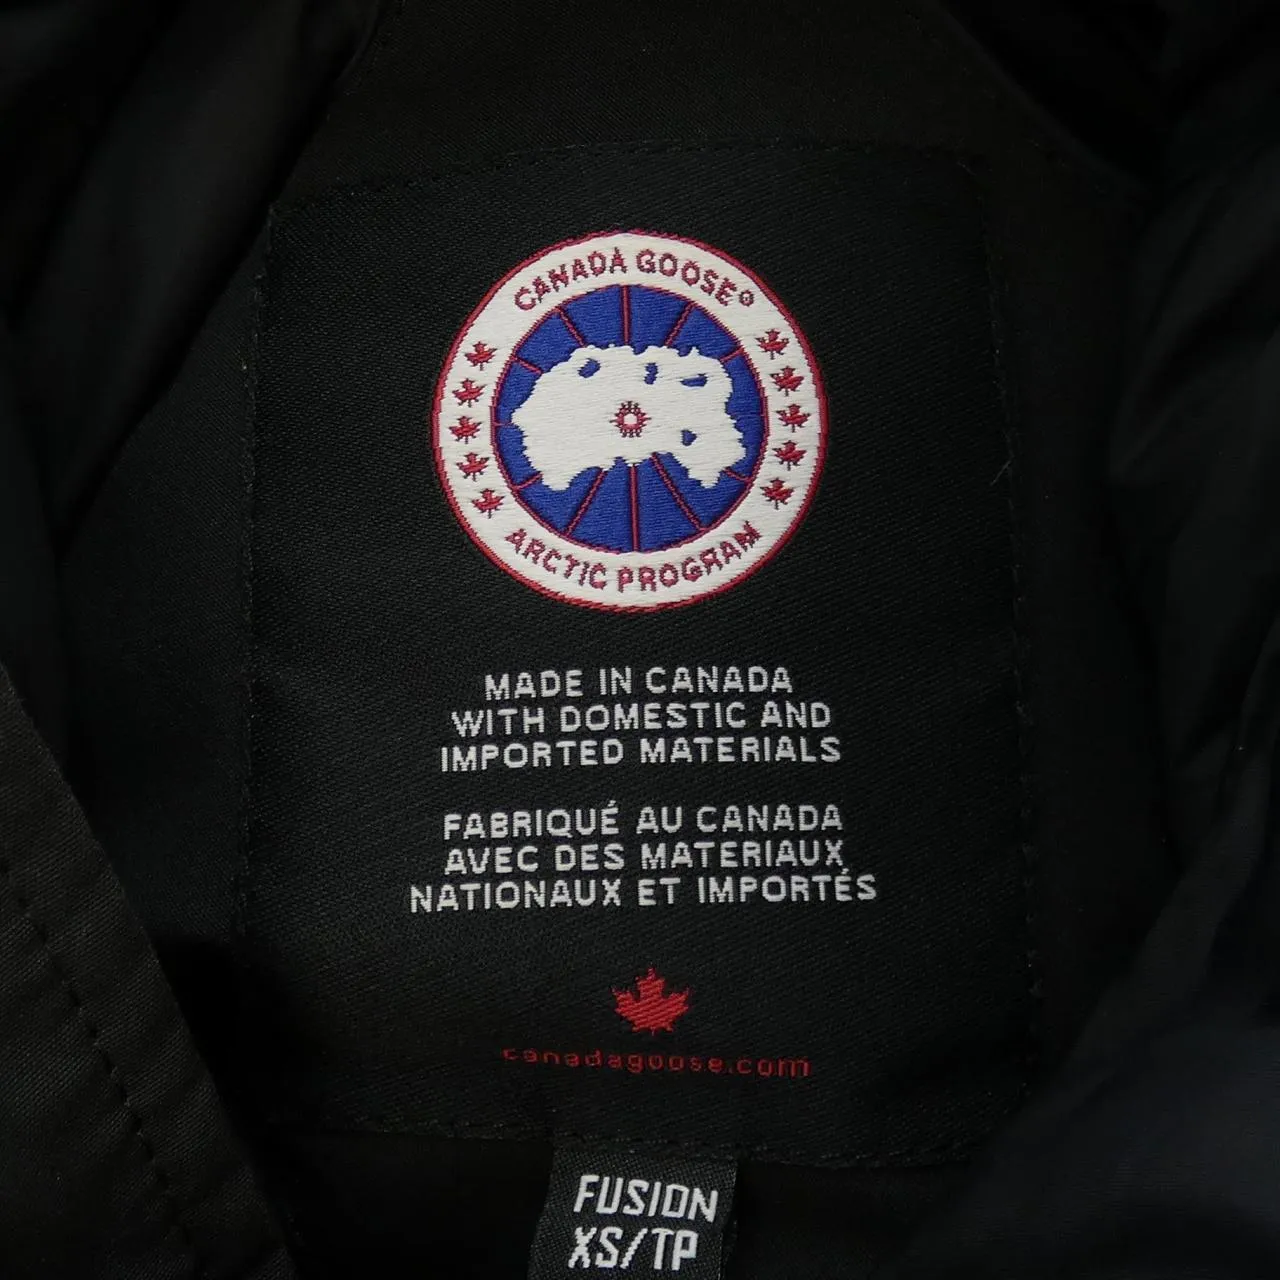 CANADA GOOSE®
ARCTIC PROGRAM
MADE IN CANADA
WITH DOMESTIC AND
IMPORTED MATERIALS
FABRIQUÉ AU CANADA
AVEC DES MATERIAUX
NATIONAUX ET IMPORTÉS
canadagoose.com
FUSION
XS/TP